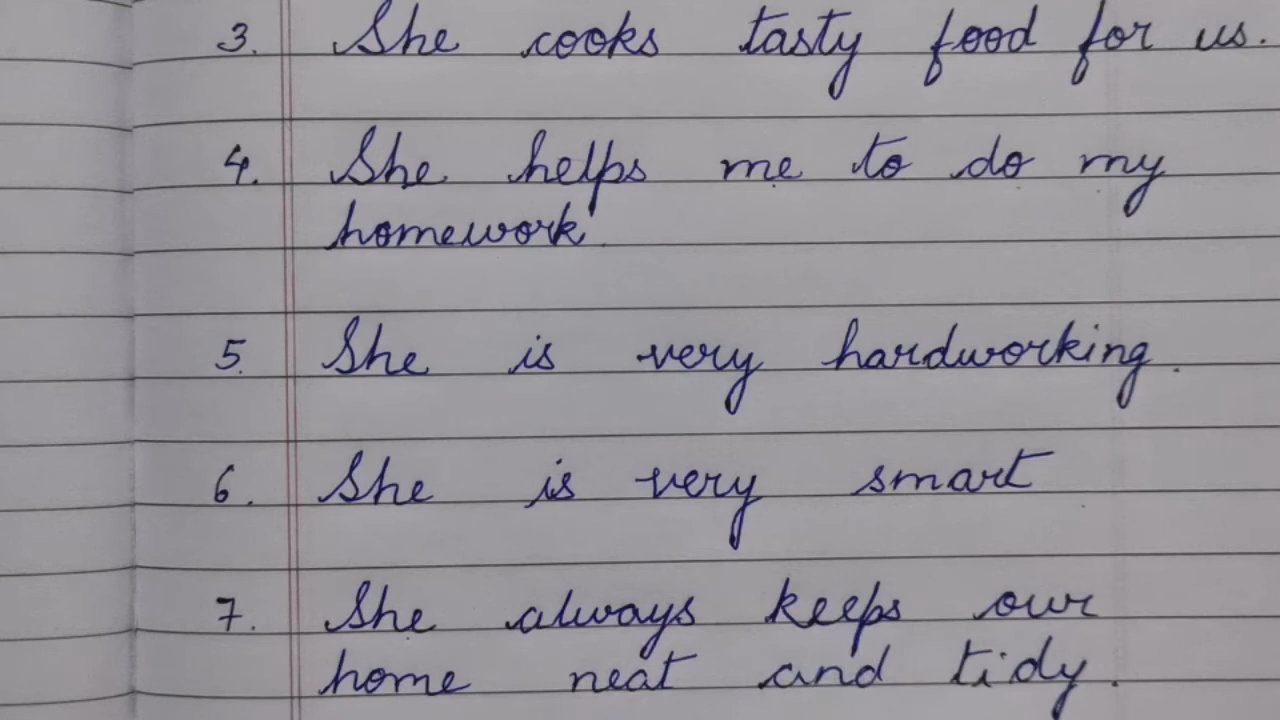 3. She cooks tasty food for us.
4. She helps me to do my
homework.
5. She is very hardworking.
6. She is very smart
7. She always keeps our
home neat and tidy.